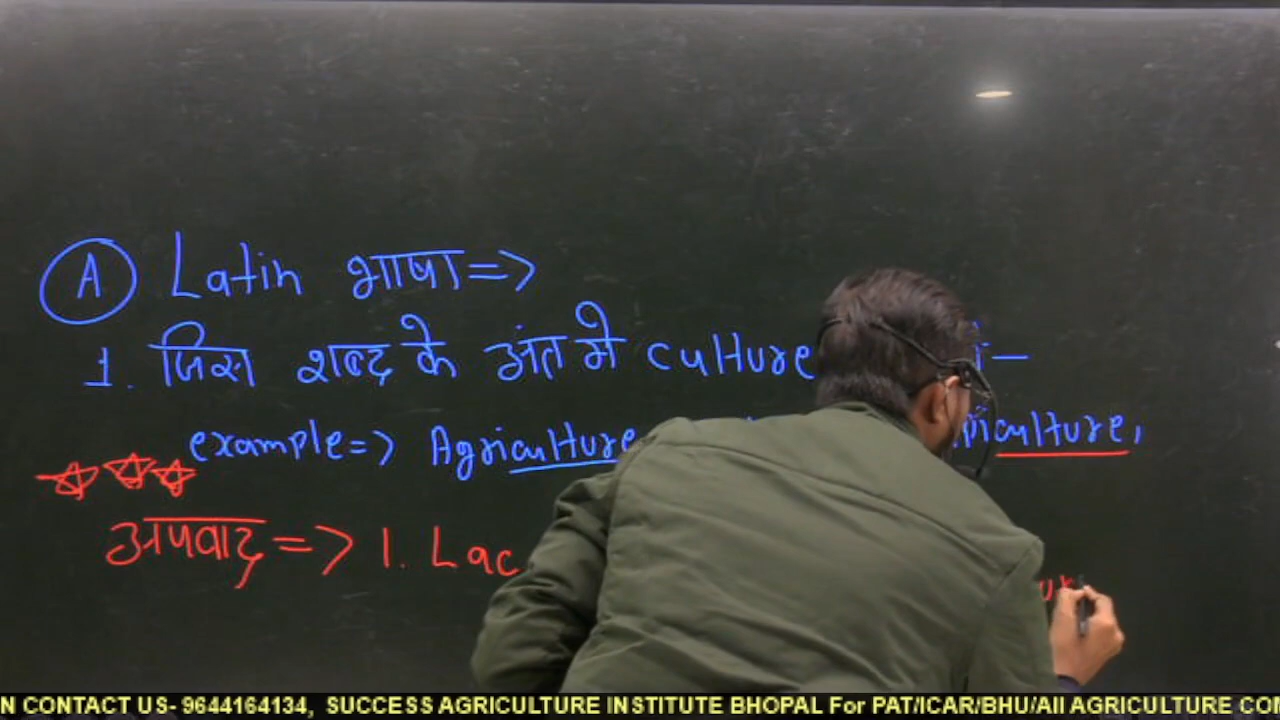 A Latin भाषा =>
1. जिस शब्द के अंत मे culture
example => Agriculture piculture,
अपवाद => 1. Lac
N CONTACT US- 9644164134, SUCCESS AGRICULTURE INSTITUTE BHOPAL For PAT/ICAR/BHU/All AGRICULTURE CO